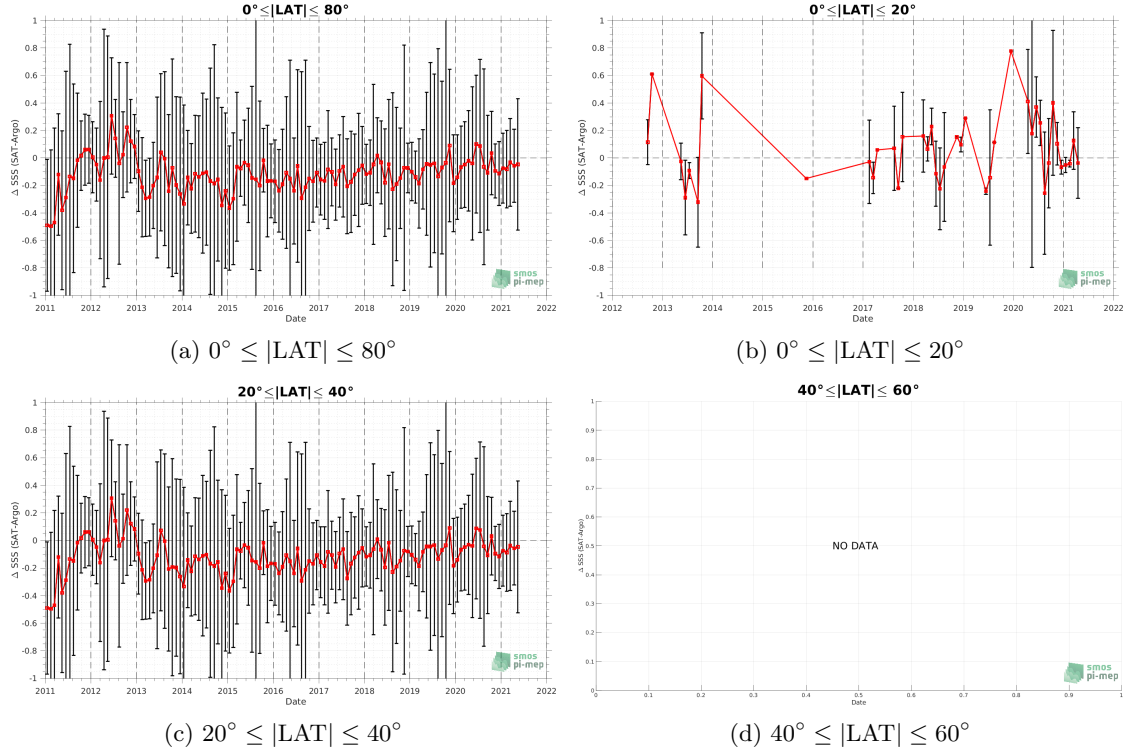 0°≤|LAT|≤ 80°
1
0.8
0.6
0.4
0.2
0
-0.2
-0.4
-0.6
-0.8
-1
Δ SSS (SAT-Argo)
2011 2012 2013 2014 2015 2016 2017 2018 2019 2020 2021 2022
Date
smos
pi-mep
(a) 0° ≤ |LAT| ≤ 80°
0°≤|LAT|≤ 20°
1
0.8
0.6
0.4
0.2
0
-0.2
-0.4
-0.6
-0.8
-1
Δ SSS (SAT-Argo)
2012 2013 2014 2015 2016 2017 2018 2019 2020 2021 2022
Date
smos
pi-mep
(b) 0° ≤ |LAT| ≤ 20°
20°≤|LAT|≤ 40°
1
0.8
0.6
0.4
0.2
0
-0.2
-0.4
-0.6
-0.8
-1
Δ SSS (SAT-Argo)
2011 2012 2013 2014 2015 2016 2017 2018 2019 2020 2021 2022
Date
smos
pi-mep
(c) 20° ≤ |LAT| ≤ 40°
40°≤|LAT|≤ 60°
1
0.9
0.8
0.7
0.6
0.5
0.4
0.3
0.2
0.1
0
Δ SSS (SAT-Argo)
NO DATA
0 0.1 0.2 0.3 0.4 0.5 0.6 0.7 0.8 0.9 1
Date
smos
pi-mep
(d) 40° ≤ |LAT| ≤ 60°